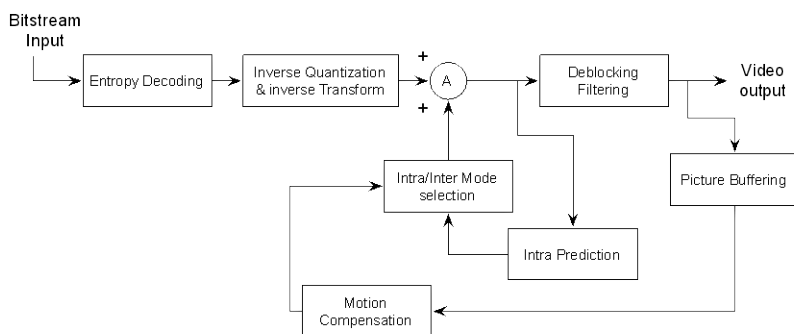 Bitstream
Input
Entropy Decoding
Inverse Quantization
& inverse Transform
+
+
A
Deblocking
Filtering
Video
output
Intra/Inter Mode
selection
Picture Buffering
Intra Prediction
Motion
Compensation